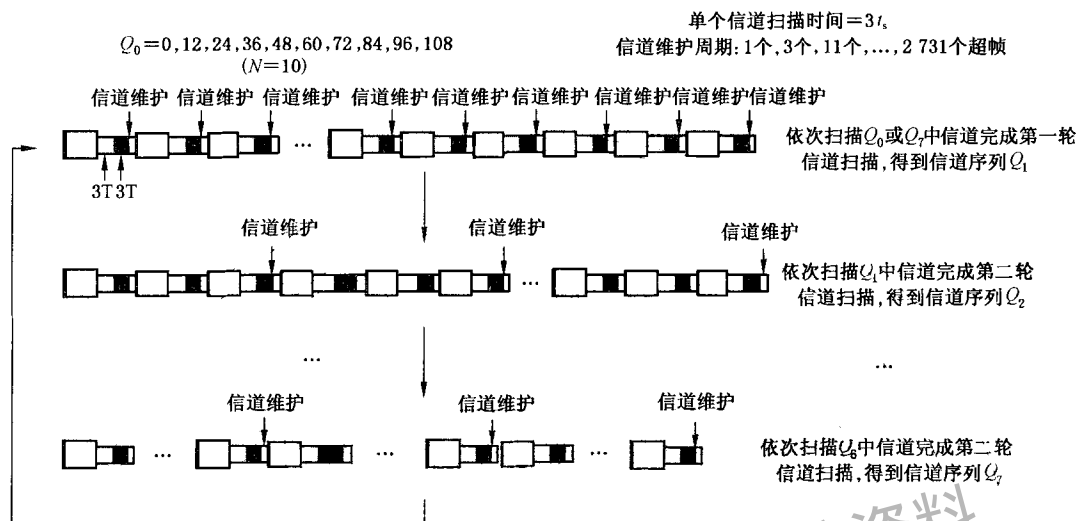 单个信道扫描时间=3tₛ
Q₀=0,12,24,36,48,60,72,84,96,108
信道维护周期:1个,3个,11个,…,2 731个超帧
(N=10)
信道维护 信道维护 信道维护 信道维护 信道维护 信道维护 信道维护 信道维护 信道维护
…
依次扫描Q₀或Q₇中信道完成第一轮
信道扫描,得到信道序列Q₁
3T 3T
信道维护 信道维护 信道维护
…
依次扫描Q₁中信道完成第二轮
信道扫描,得到信道序列Q₂
… …
信道维护 信道维护 信道维护
… … …
依次扫描Q₆中信道完成第二轮
信道扫描,得到信道序列Q₇
资料